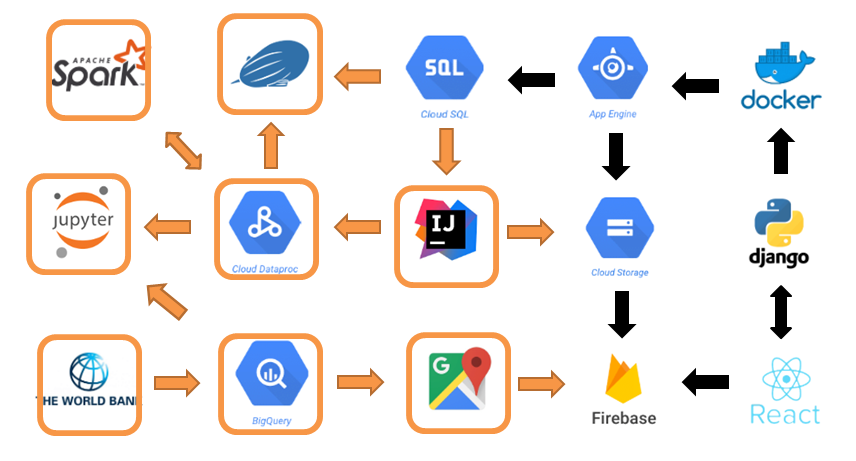 APACHE
Spark
SQL
Cloud SQL
App Engine
docker
jupyter
Cloud Dataproc
IJ
Cloud Storage
django
THE WORLD BANK
BigQuery
G
Firebase
React